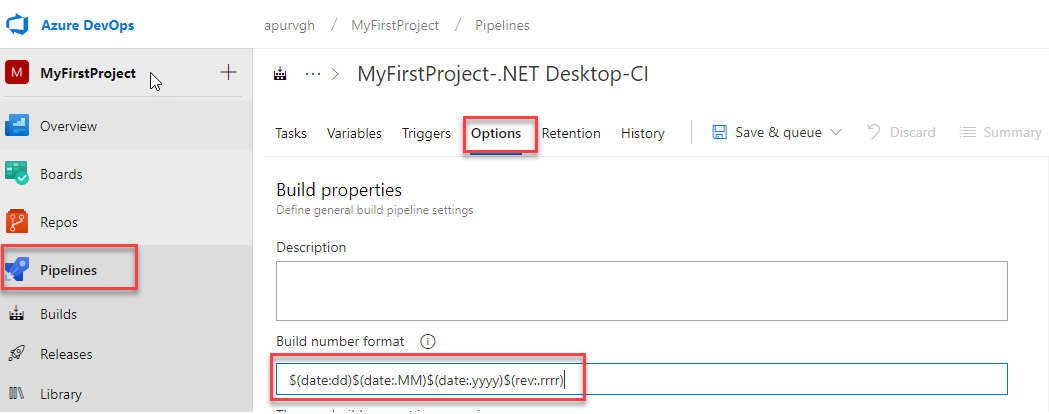 Azure DevOps
apurvgh / MyFirstProject / Pipelines
M MyFirstProject +
... > MyFirstProject-.NET Desktop-CI
Overview
Boards
Repos
Pipelines
Builds
Releases
Library
Tasks Variables Triggers Options Retention History Save & queue Discard Summary
Build properties
Define general build pipeline settings
Description
Build number format i
$(date:dd)$(date:.MM)$(date:.yyyy)$(rev:.rrrr)